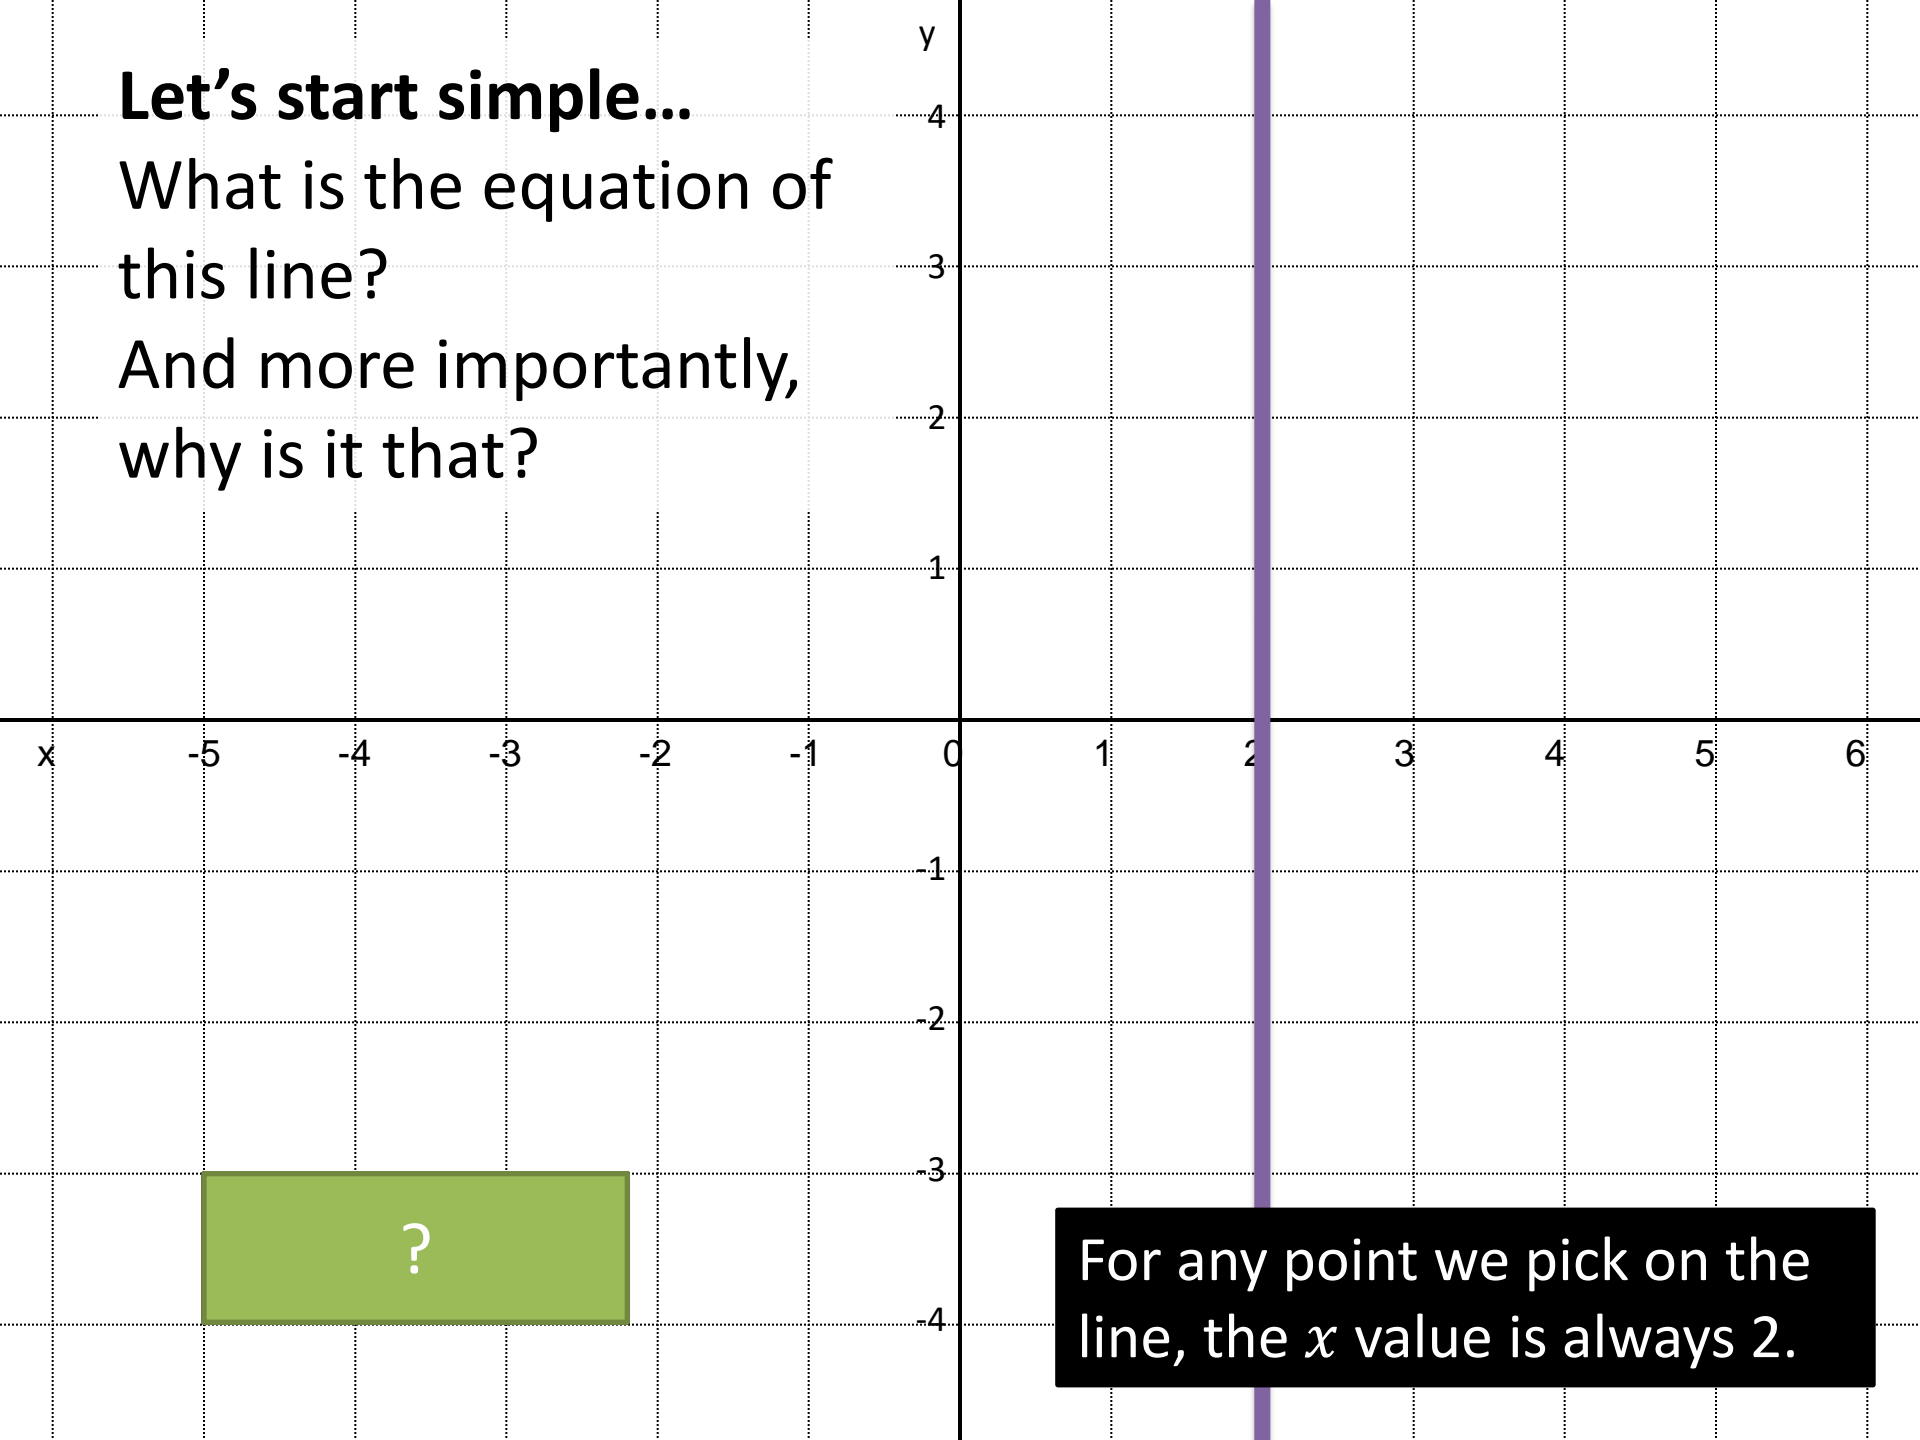 y
Let’s start simple…
What is the equation of
this line?
And more importantly,
why is it that?
4
3
2
1
x -5 -4 -3 -2 -1 0 1 2 3 4 5 6
-1
-2
-3
-4
?
For any point we pick on the
line, the 𝑥 value is always 2.